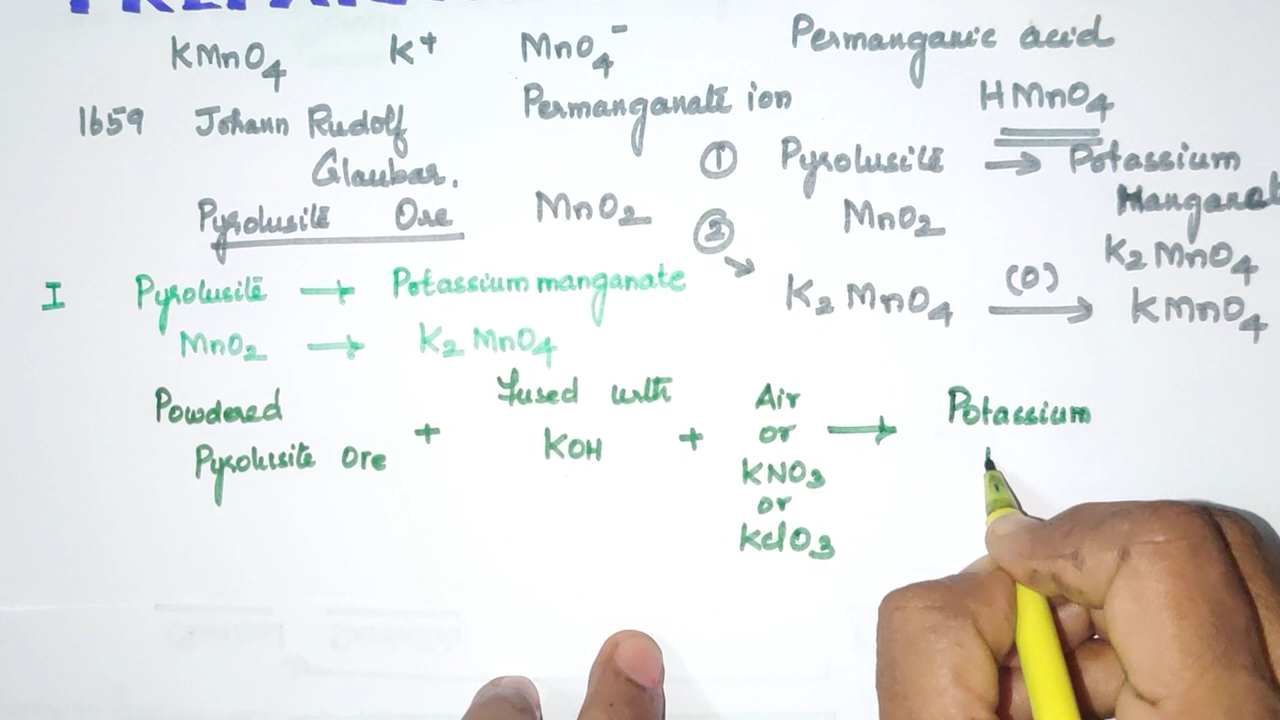 KMnO4 K+ MnO4- Permanganic acid
HMnO4
1659 Johann Rudolf
Glaubar.
Permanganate ion
Pyrolusite Ore MnO2
① Pyrolusite → Potassium
Manganat
MnO2 K2MnO4
② → K2MnO4 (O) → KMnO4
I Pyrolusite → Potassium manganate
MnO2 → K2MnO4
Powdered
Pyrolusite Ore + fused with
KOH + Air
or
KNO3
or
KClO3 → Potassium